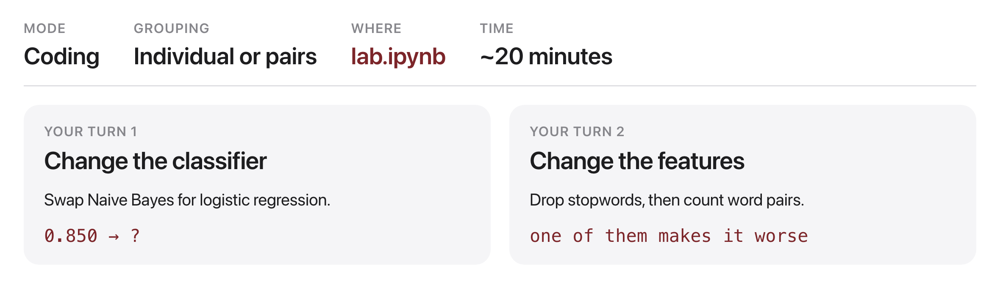 MODE GROUPING WHERE TIME
Coding Individual or pairs lab.ipynb ~20 minutes
YOUR TURN 1
Change the classifier
Swap Naive Bayes for logistic regression.
0.850 → ?
YOUR TURN 2
Change the features
Drop stopwords, then count word pairs.
one of them makes it worse